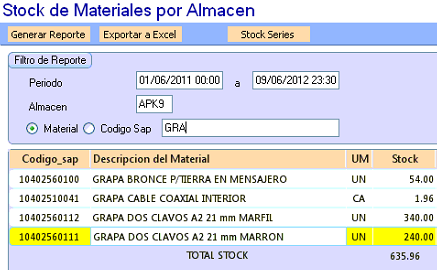 Stock de Materiales por Almacen
Generar Reporte Exportar a Excel Stock Series
Filtro de Reporte
Periodo 01/06/2011 00:00 a 09/06/2012 23:30
Almacen APK9
Material Codigo Sap GRA
Codigo_sap Descripcion del Material UM Stock
10402560100 GRAPA BRONCE P/TIERRA EN MENSAJERO UN 54.00
10402510041 GRAPA CABLE COAXIAL INTERIOR CA 1.96
10402560112 GRAPA DOS CLAVOS A2 21 mm MARFIL UN 340.00
10402560111 GRAPA DOS CLAVOS A2 21 mm MARRON UN 240.00
TOTAL STOCK 635.96